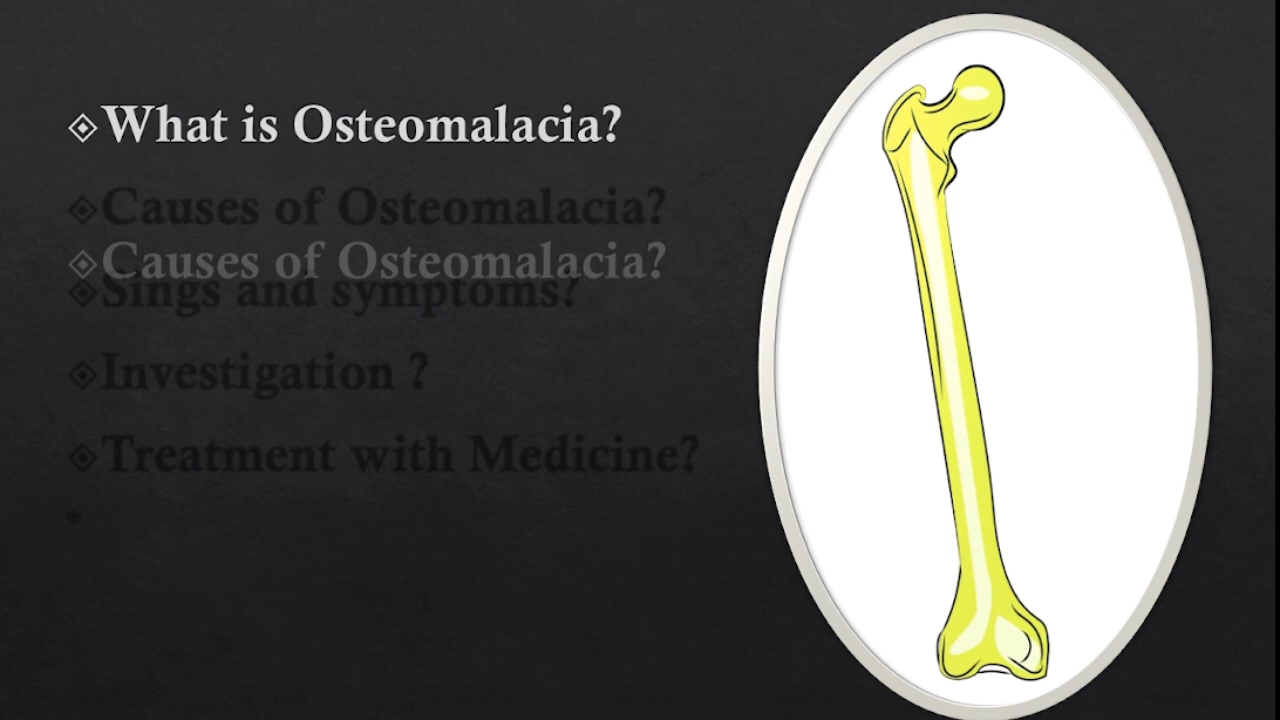 What is Osteomalacia?
Causes of Osteomalacia?
Causes of Osteomalacia?
Sings and symptoms?
Investigation ?
Treatment with Medicine?